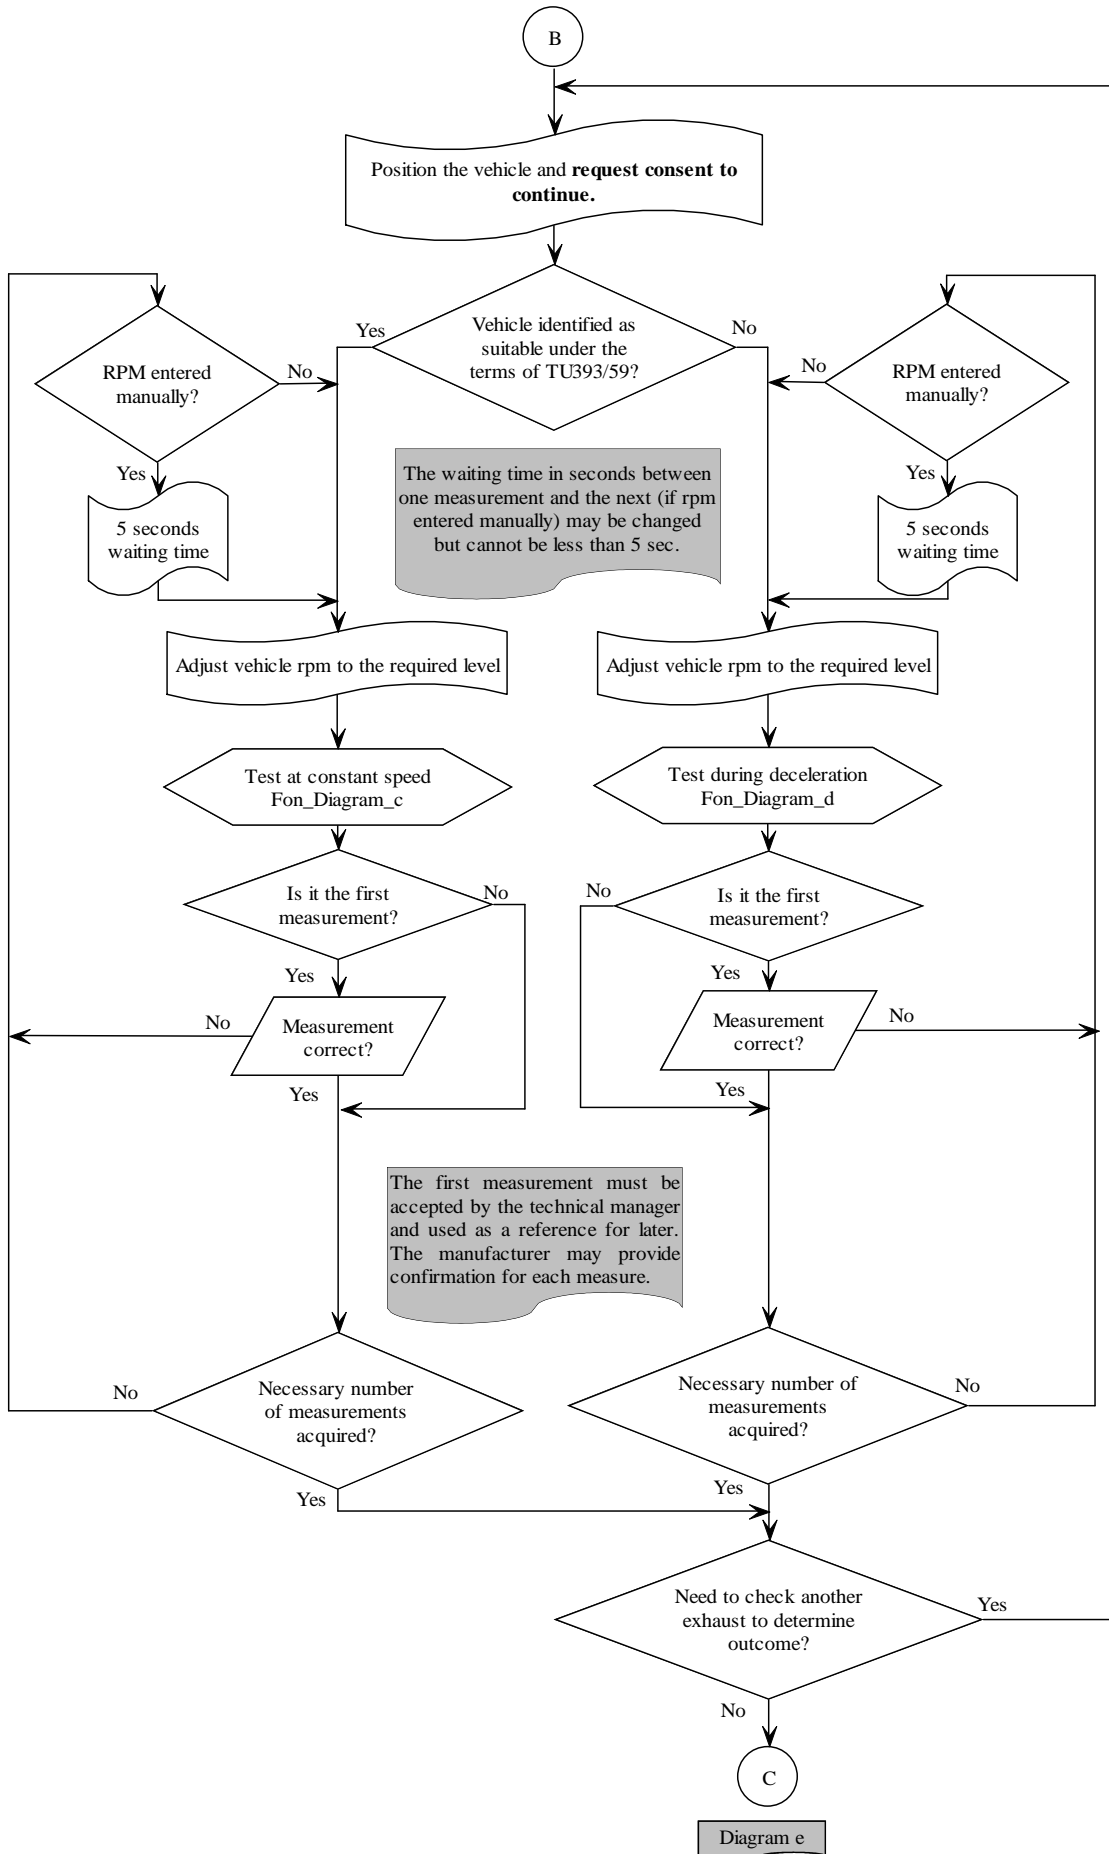 B
Position the vehicle and request consent to
continue.
Yes
Vehicle identified as
suitable under the
terms of TU393/59?
No
RPM entered
manually?
No
No
RPM entered
manually?
Yes
Yes
5 seconds
waiting time
The waiting time in seconds between
one measurement and the next (if rpm
entered manually) may be changed
but cannot be less than 5 sec.
5 seconds
waiting time
Adjust vehicle rpm to the required level
Adjust vehicle rpm to the required level
Test at constant speed
Fon_Diagram_c
Test during deceleration
Fon_Diagram_d
Is it the first
measurement?
No
No
Is it the first
measurement?
Yes
Yes
No
Measurement
correct?
Measurement
correct?
No
Yes
Yes
The first measurement must be
accepted by the technical manager
and used as a reference for later.
The manufacturer may provide
confirmation for each measure.
No
Necessary number
of measurements
acquired?
Necessary number of
measurements
acquired?
No
Yes
Yes
Need to check another
exhaust to determine
outcome?
Yes
No
C
Diagram e